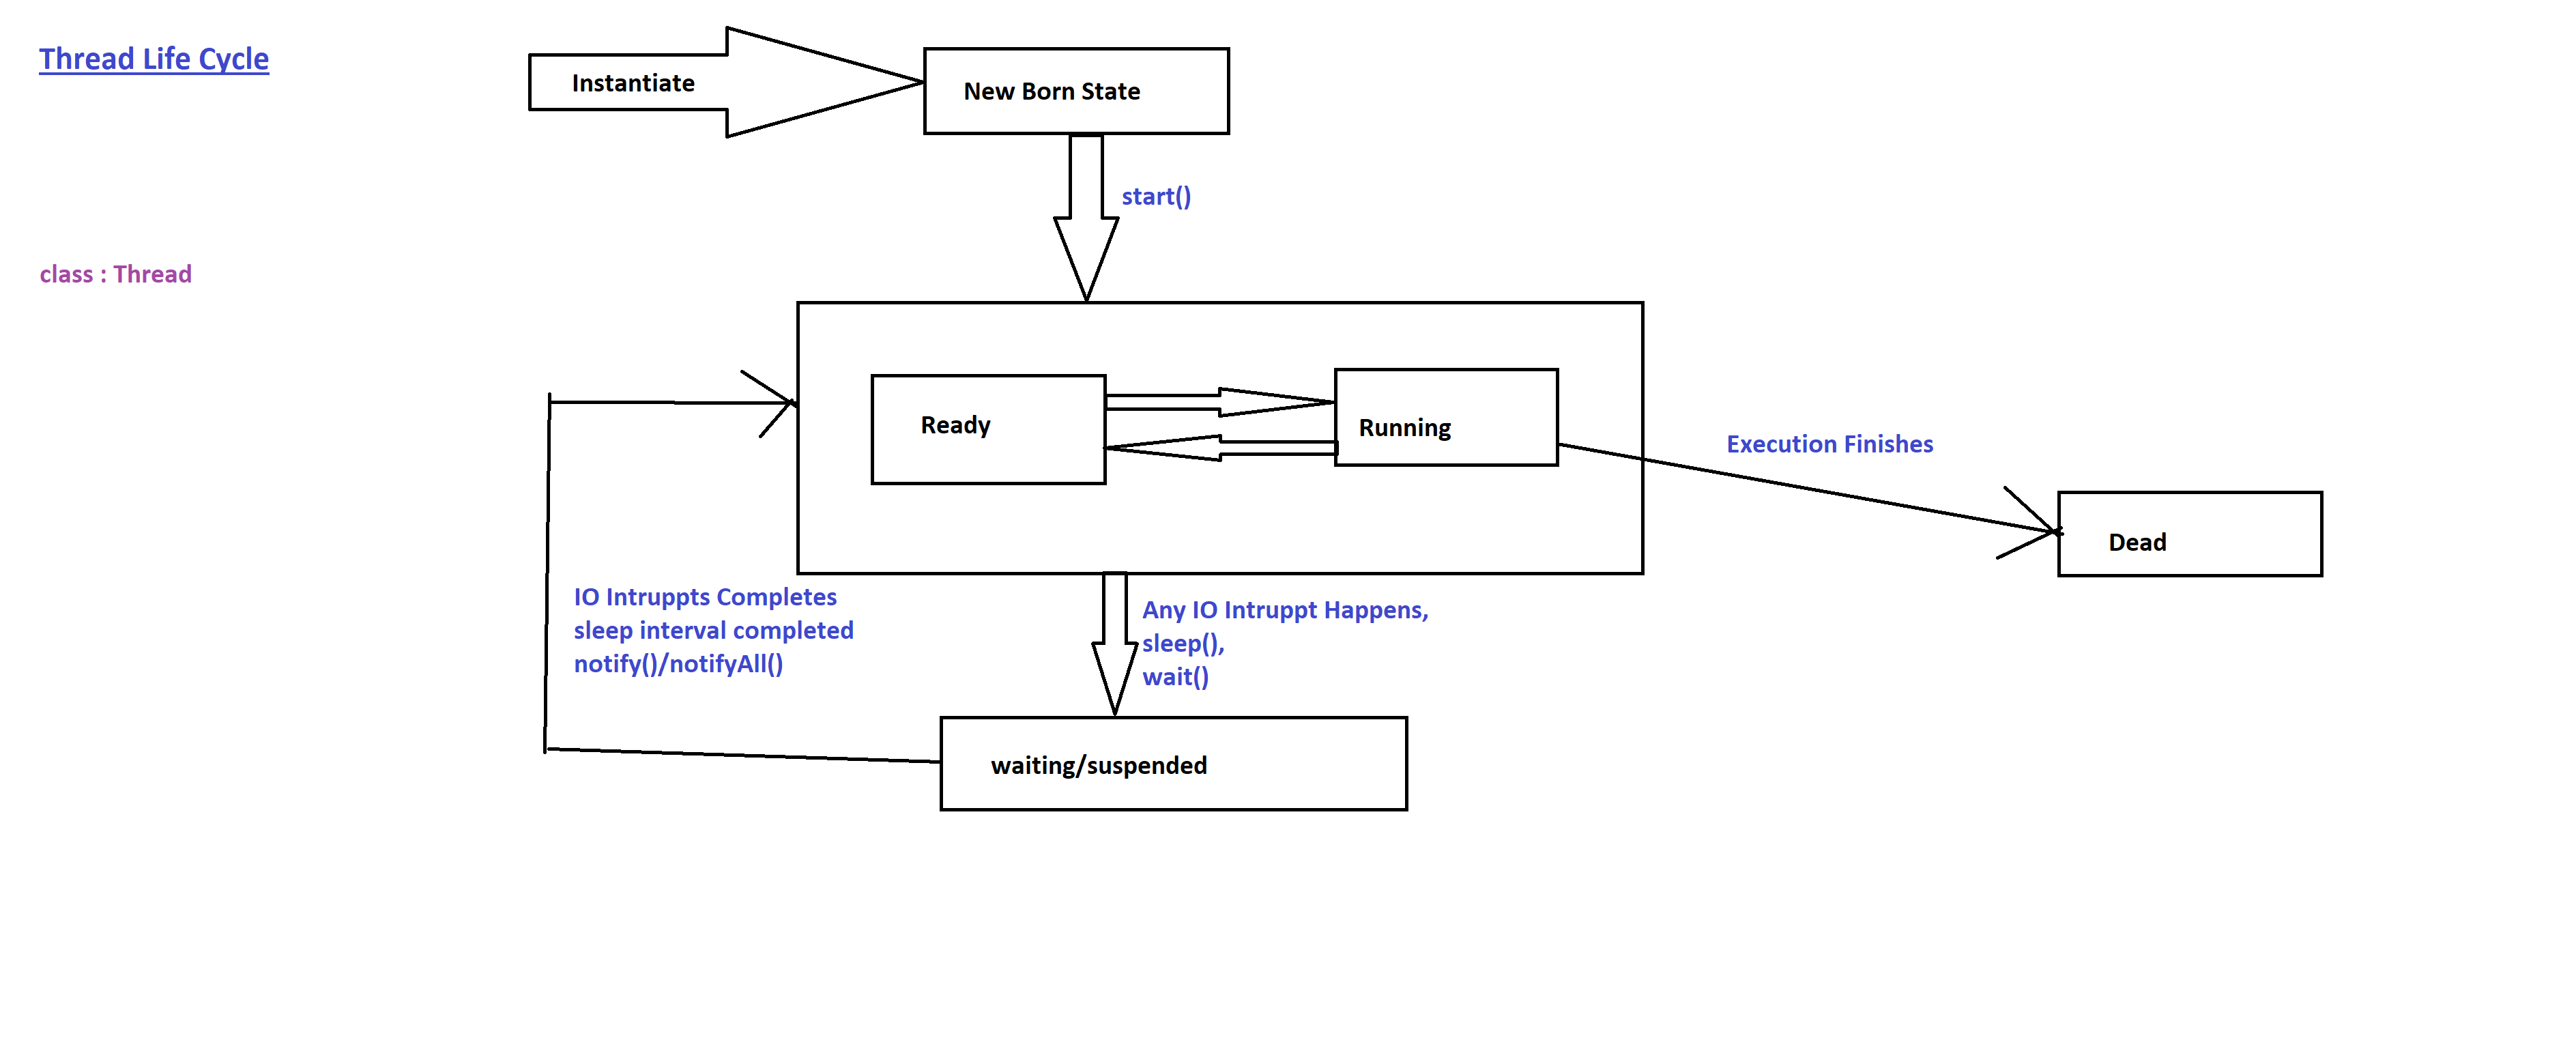 Thread Life Cycle
Instantiate
New Born State
start()
class : Thread
Ready
Running
Execution Finishes
Dead
IO Intruppts Completes
sleep interval completed
notify()/notifyAll()
Any IO Intruppt Happens,
sleep(),
wait()
waiting/suspended